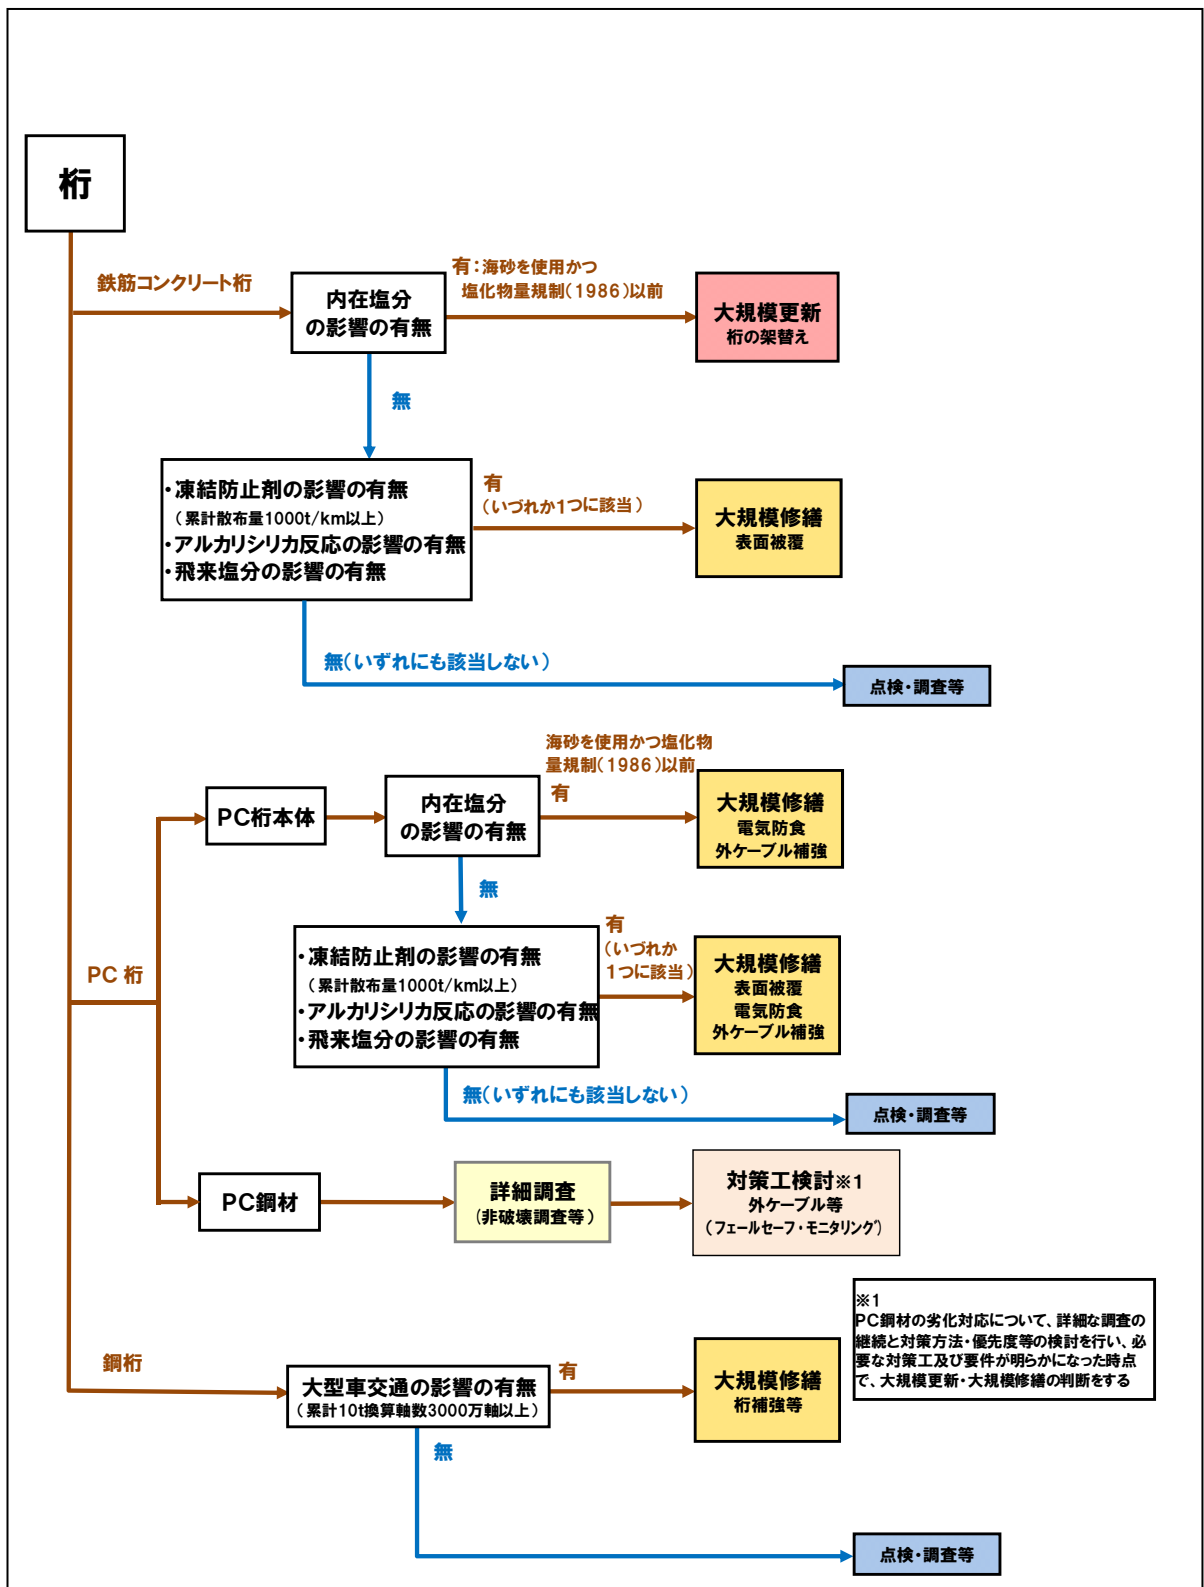 桁
鉄筋コンクリート桁
内在塩分
の影響の有無
有：海砂を使用かつ
塩化物量規制（1986）以前
大規模更新
桁の架替え
無
・凍結防止剤の影響の有無
（累計散布量1000t/km以上）
・アルカリシリカ反応の影響の有無
・飛来塩分の影響の有無
有
（いづれか1つに該当）
大規模修繕
表面被覆
無（いずれにも該当しない）
点検・調査等
PC 桁
PC桁本体
内在塩分
の影響の有無
海砂を使用かつ塩化物
量規制（1986）以前
有
大規模修繕
電気防食
外ケーブル補強
無
・凍結防止剤の影響の有無
（累計散布量1000t/km以上）
・アルカリシリカ反応の影響の有無
・飛来塩分の影響の有無
有
（いづれか
1つに該当）
大規模修繕
表面被覆
電気防食
外ケーブル補強
無（いずれにも該当しない）
点検・調査等
PC鋼材
詳細調査
（非破壊調査等）
対策工検討※1
外ケーブル等
（フェールセーフ・モニタリング）
※1
PC鋼材の劣化対応について、詳細な調査の
継続と対策方法・優先度等の検討を行い、必
要な対策工及び要件が明らかになった時点
で、大規模更新・大規模修繕の判断をする
鋼桁
大型車交通の影響の有無
（累計10t換算軸数3000万軸以上）
有
大規模修繕
桁補強等
無
点検・調査等